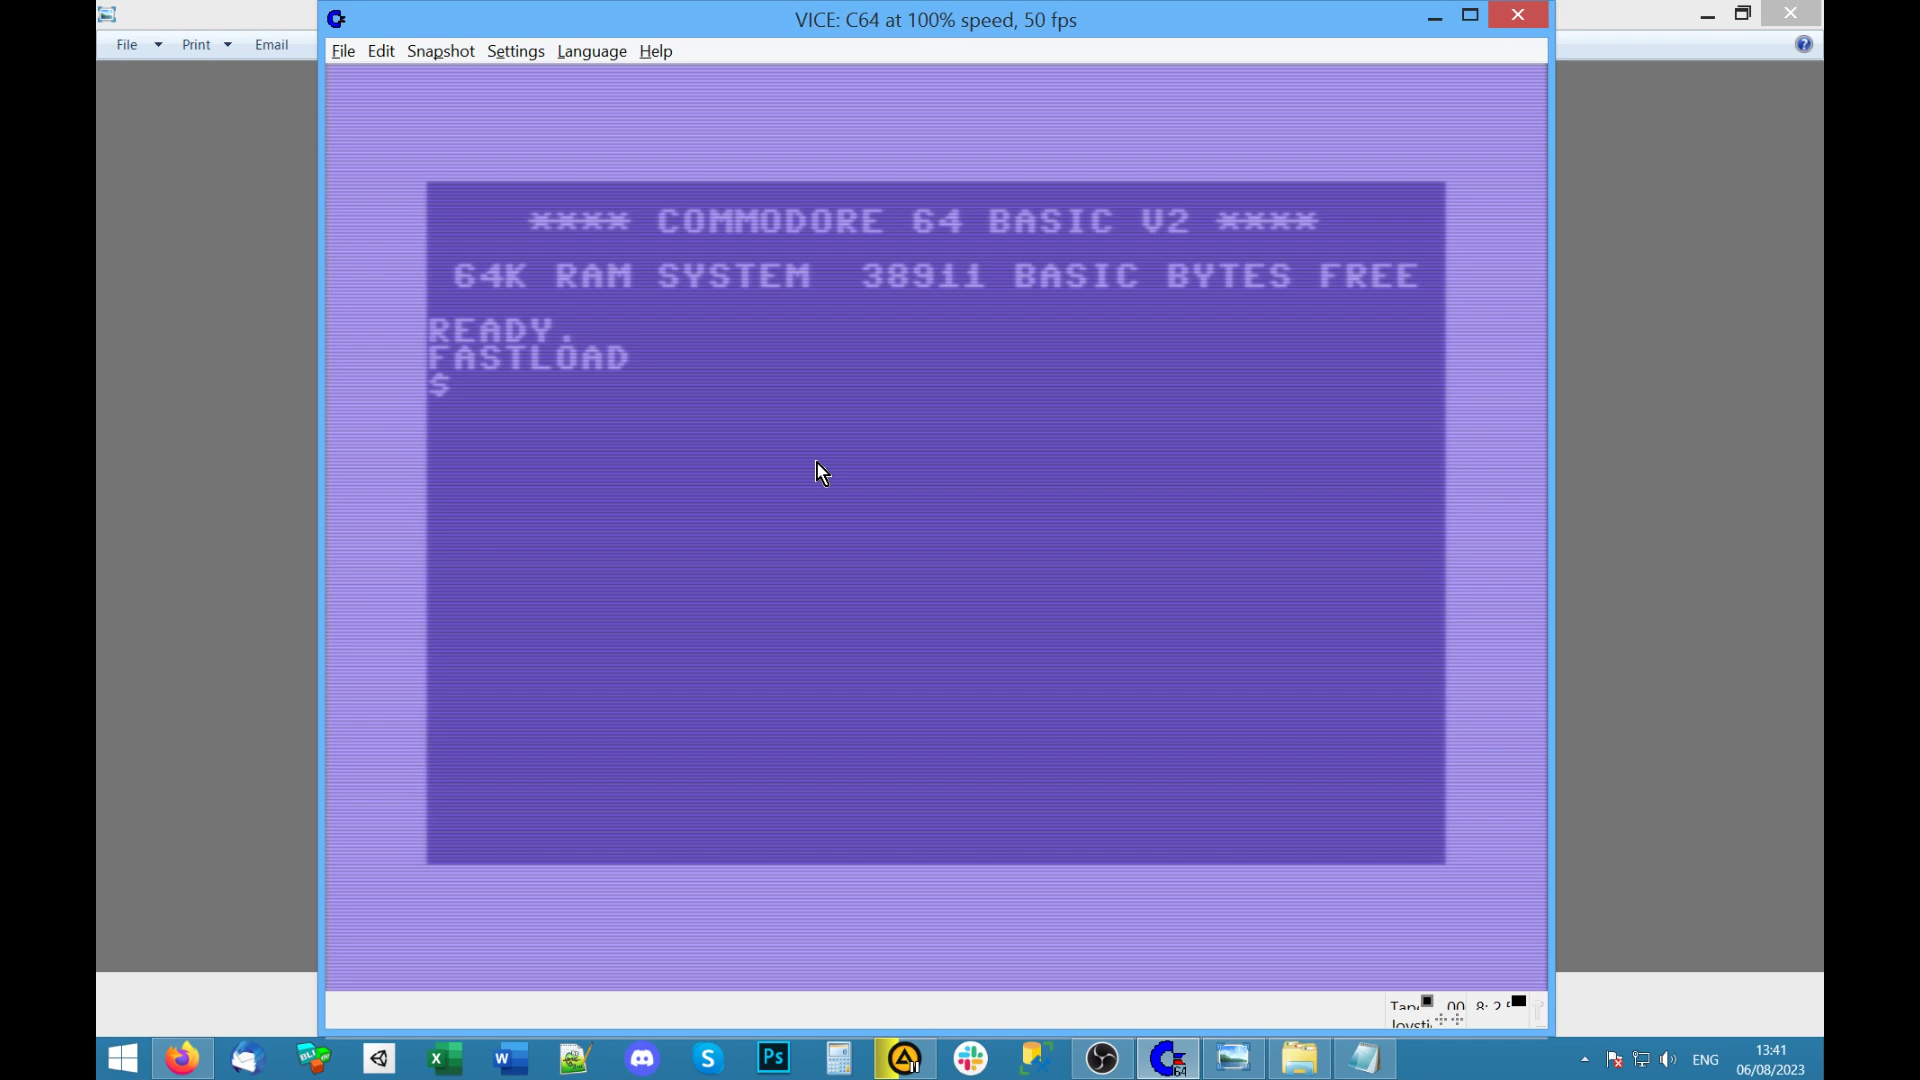 VICE: C64 at 100% speed, 50 fps
File Print Email
File Edit Snapshot Settings Language Help
**** COMMODORE 64 BASIC V2 ****
64K RAM SYSTEM 38911 BASIC BYTES FREE
READY.
FASTLOAD
$
64
ENG
13:41
06/08/2023